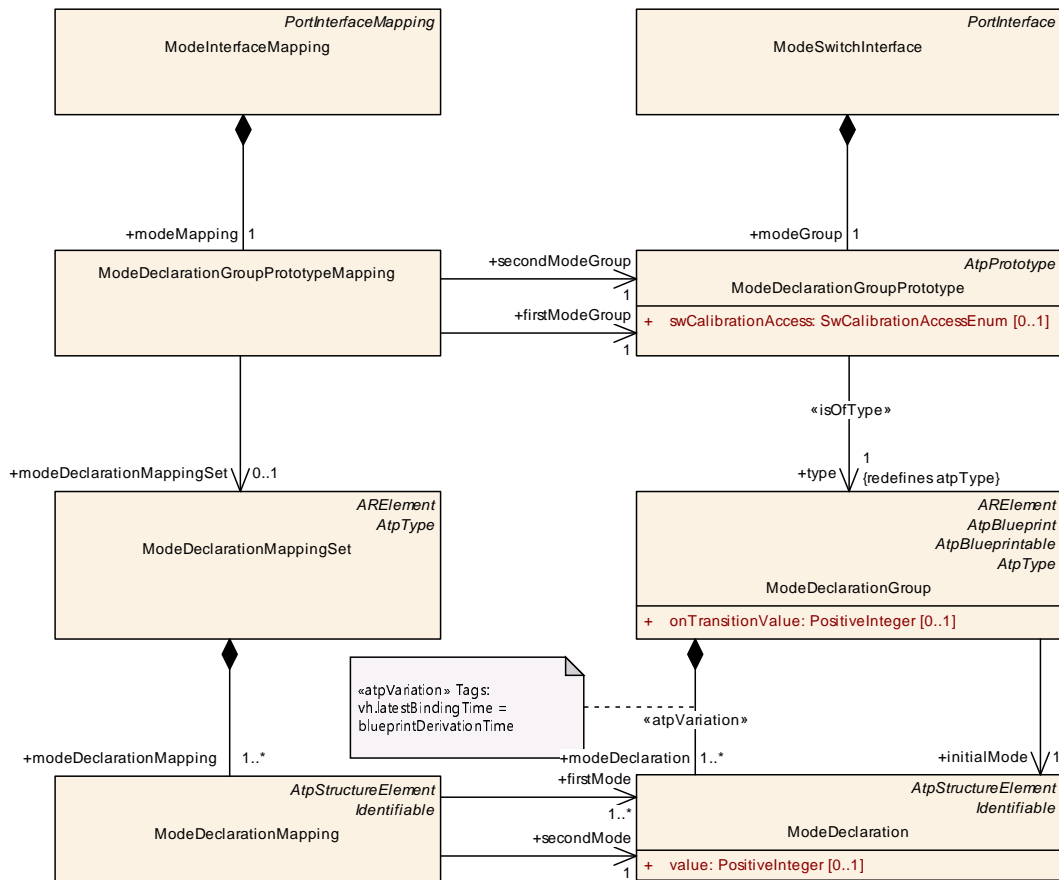 PortInterfaceMapping
ModeInterfaceMapping
PortInterface
ModeSwitchInterface
+modeMapping 1
+modeGroup 1
ModeDeclarationGroupPrototypeMapping
+secondModeGroup
1
+firstModeGroup
1
AtpPrototype
ModeDeclarationGroupPrototype
+ swCalibrationAccess: SwCalibrationAccessEnum [0..1]
«isOfType»
+modeDeclarationMappingSet 0..1
1
+type
{redefines atpType}
ARElement
AtpType
ModeDeclarationMappingSet
ARElement
AtpBlueprint
AtpBlueprintable
AtpType
ModeDeclarationGroup
+ onTransitionValue: PositiveInteger [0..1]
«atpVariation» Tags:
vh.latestBindingTime =
blueprintDerivationTime
«atpVariation»
+modeDeclarationMapping 1..*
+modeDeclaration 1..*
+initialMode 1
AtpStructureElement
Identifiable
ModeDeclarationMapping
+firstMode
1..*
+secondMode
1
AtpStructureElement
Identifiable
ModeDeclaration
+ value: PositiveInteger [0..1]